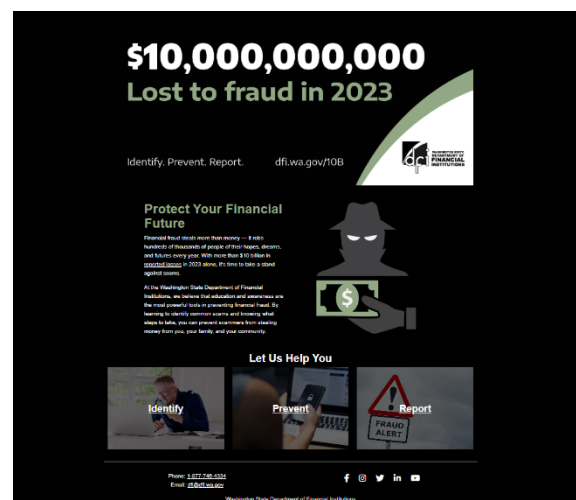 $10,000,000,000
Lost to fraud in 2023
Identify. Prevent. Report.
dfi.wa.gov/10B
dfi
WASHINGTON STATE
DEPARTMENT OF
FINANCIAL
INSTITUTIONS
Protect Your Financial
Future
Financial fraud steals more than money — it robs
hundreds of thousands of people of their hopes, dreams,
and futures every year. With more than $10 billion in
reported losses in 2023 alone, it's time to take a stand
against scams.
At the Washington State Department of Financial
Institutions, we believe that education and awareness are
the most powerful tools in preventing financial fraud. By
learning to identify common scams and knowing what
steps to take, you can prevent scammers from stealing
money from you, your family, and your community.
$
Let Us Help You
Identify
Prevent
Report
FRAUD
ALERT
Phone: 1-877-746-4334
Email: dfi@dfi.wa.gov
Washington State Department of Financial Institutions